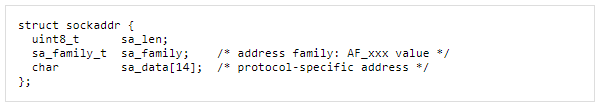 struct sockaddr {
  uint8_t      sa_len;
  sa_family_t  sa_family;    /* address family: AF_xxx value */
  char         sa_data[14];  /* protocol-specific address */
};